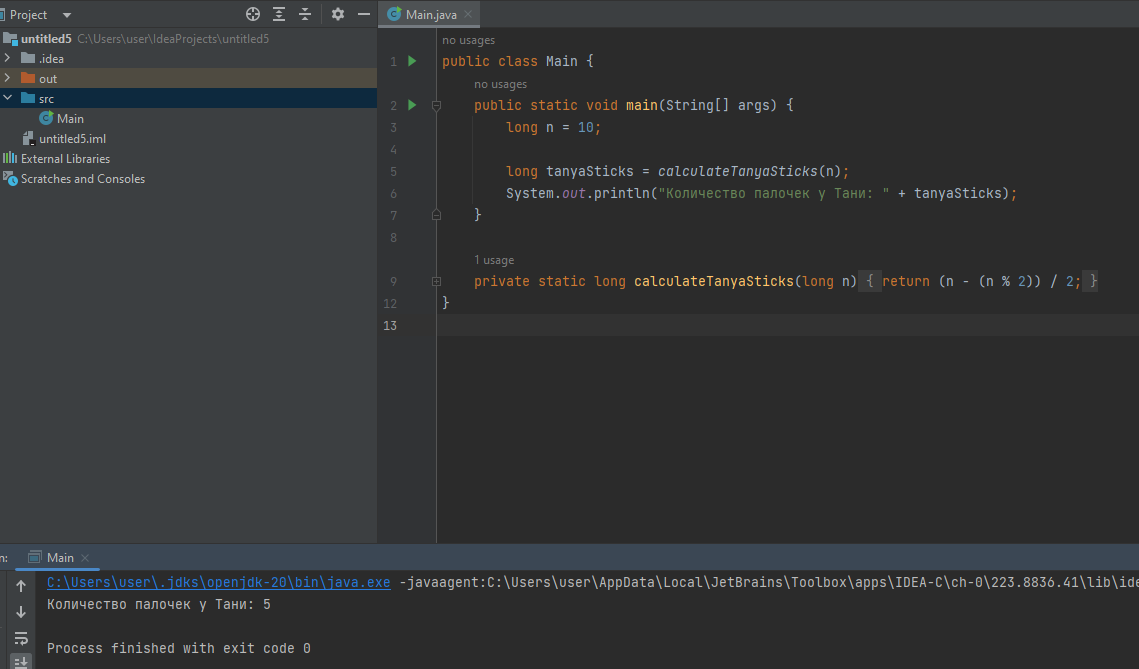 Project
Main.java
untitled5 C:\Users\user\IdeaProjects\untitled5
.idea
out
src
Main
untitled5.iml
External Libraries
Scratches and Consoles
no usages
1 public class Main {
no usages
2 public static void main(String[] args) {
3 long n = 10;
4
5 long tanyaSticks = calculateTanyaSticks(n);
6 System.out.println("Количество палочек у Тани: " + tanyaSticks);
7 }
8
1 usage
9 private static long calculateTanyaSticks(long n) { return (n - (n % 2)) / 2; }
12 }
13
n: Main
C:\Users\user\.jdks\openjdk-20\bin\java.exe -javaagent:C:\Users\user\AppData\Local\JetBrains\Toolbox\apps\IDEA-C\ch-0\223.8836.41\lib\ide
Количество палочек у Тани: 5
Process finished with exit code 0